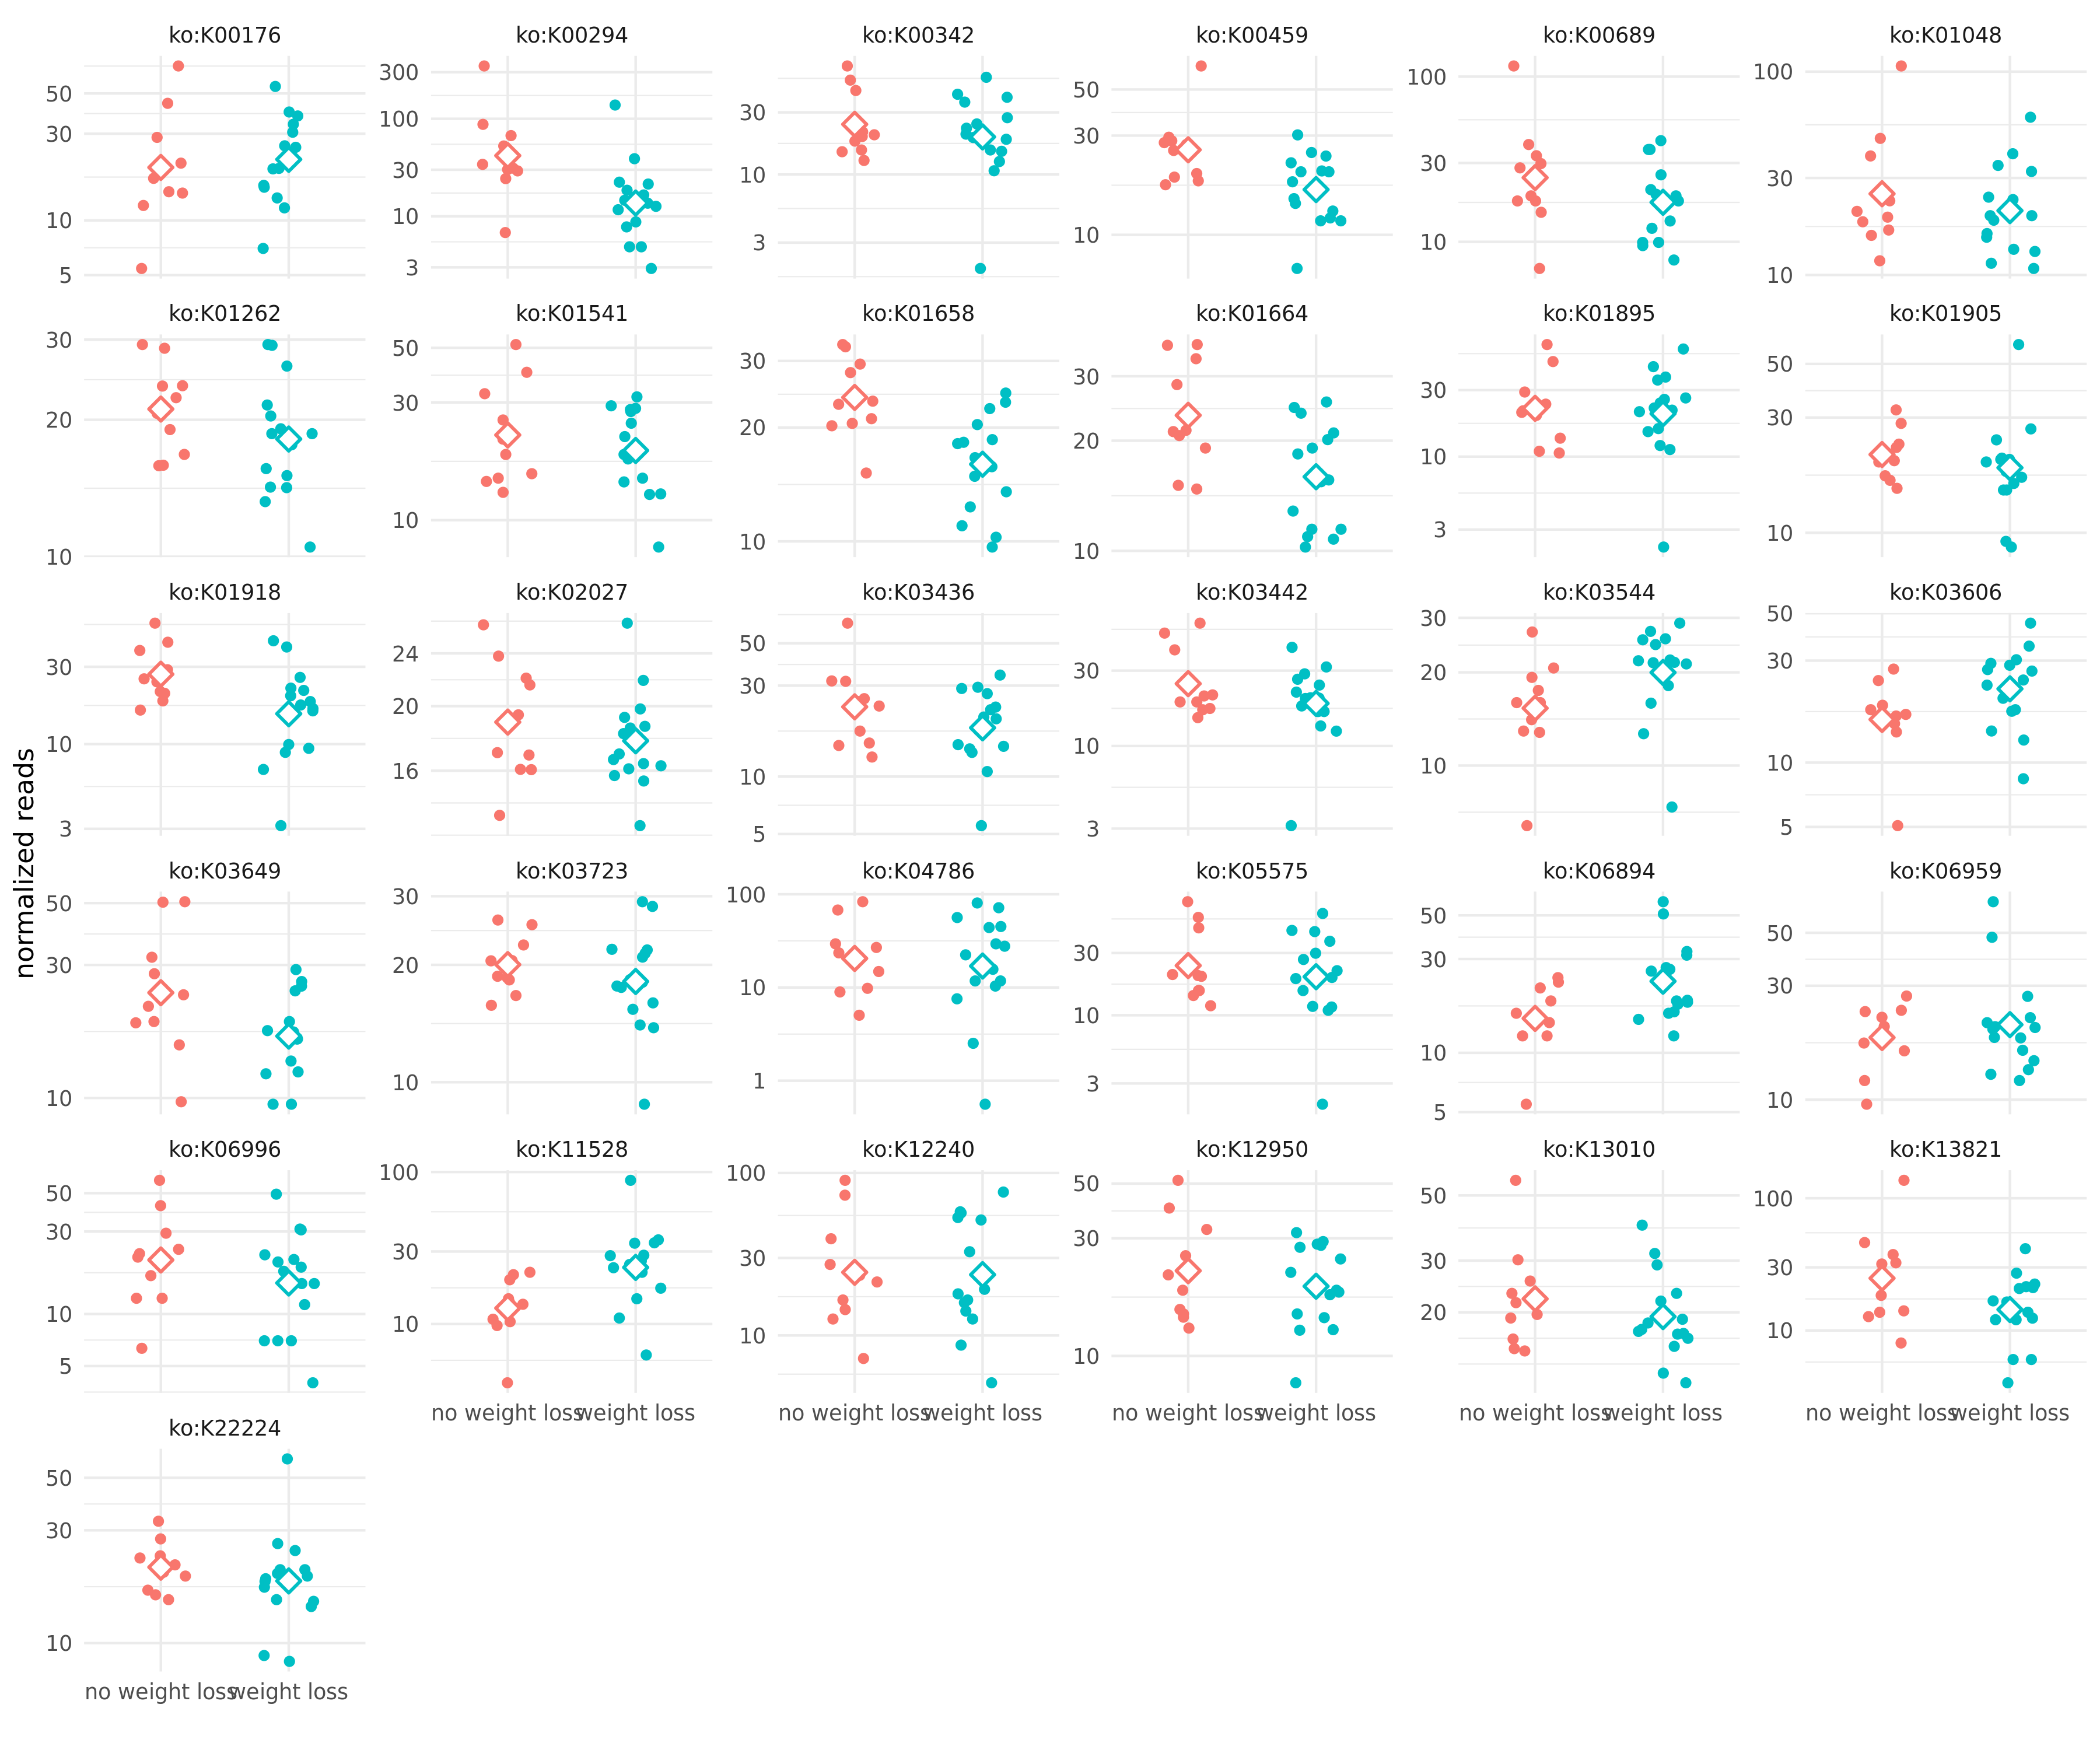 ko:K00176 ko:K00294 ko:K00342 ko:K00459 ko:K00689 ko:K01048
50 30 10 5
300 100 30 10 3
30 10 3
50 30 10
100 30 10
100 30 10
ko:K01262 ko:K01541 ko:K01658 ko:K01664 ko:K01895 ko:K01905
30 20 10
50 30 10
30 20 10
30 20 10
30 10 3
50 30 10
ko:K01918 ko:K02027 ko:K03436 ko:K03442 ko:K03544 ko:K03606
30 10 3
24 20 16
50 30 10 5
30 10 3
30 20 10
50 30 10 5
normalized reads
ko:K03649 ko:K03723 ko:K04786 ko:K05575 ko:K06894 ko:K06959
50 30 10
30 20 10
100 10 1
30 10 3
50 30 10 5
50 30 10
ko:K06996 ko:K11528 ko:K12240 ko:K12950 ko:K13010 ko:K13821
50 30 10 5
100 30 10
100 30 10
50 30 10
50 30 20
100 30 10
no weight loss weight loss no weight loss weight loss no weight loss weight loss no weight loss weight loss no weight loss weight loss
ko:K22224
50 30 10
no weight loss weight loss